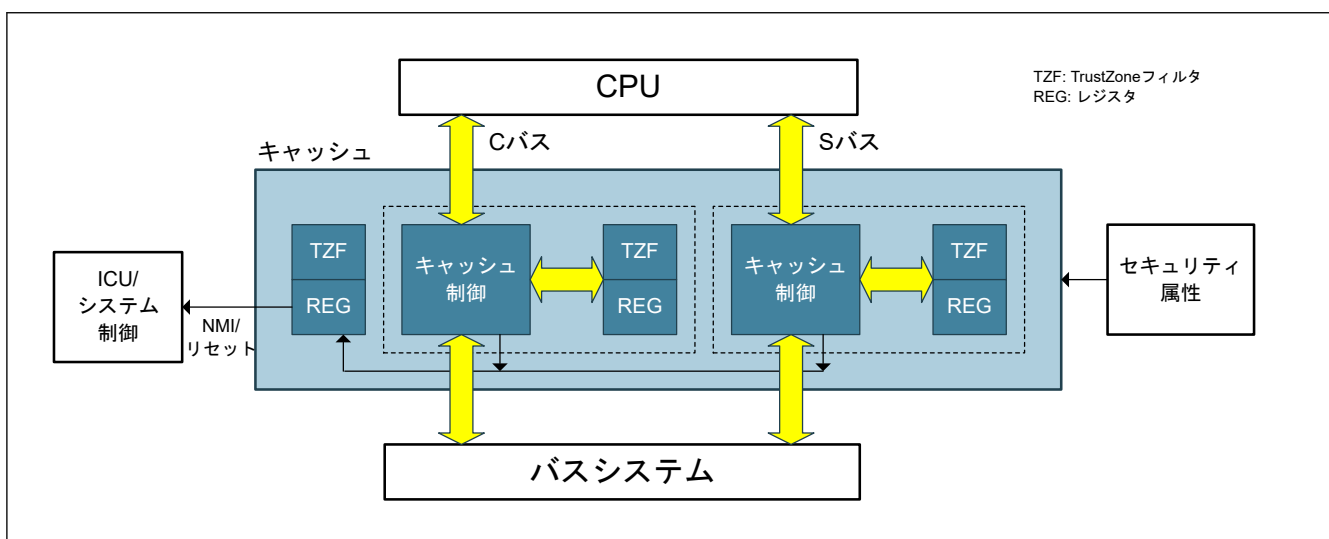 CPU
TZF: TrustZoneフィルタ
REG: レジスタ
Cバス
Sバス
キャッシュ
TZF
REG
キャッシュ
制御
TZF
REG
キャッシュ
制御
TZF
REG
ICU/
システム
制御
NMI/
リセット
セキュリティ
属性
バスシステム